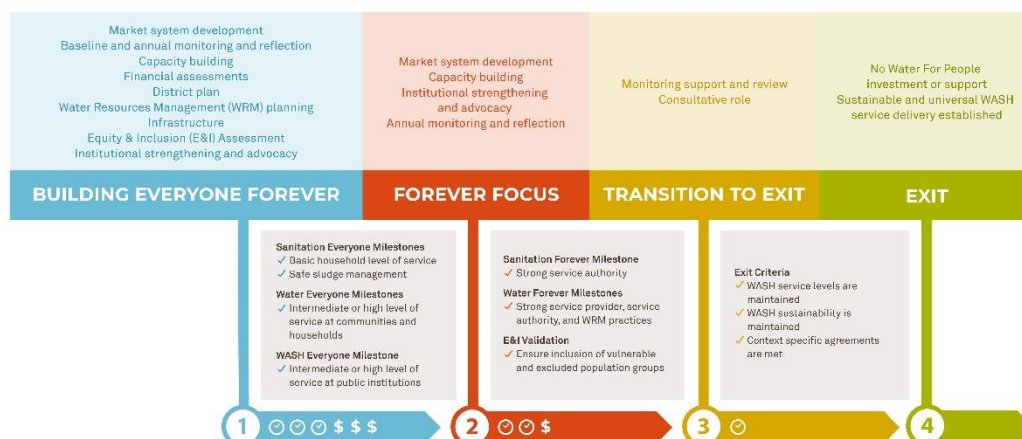 Market system development
Baseline and annual monitoring and reflection
Capacity building
Financial assessments
District plan
Water Resources Management (WRM) planning
Infrastructure
Equity & Inclusion (E&I) Assessment
Institutional strengthening and advocacy
BUILDING EVERYONE FOREVER
Market system development
Capacity building
Institutional strengthening
and advocacy
Annual monitoring and reflection
FOREVER FOCUS
Monitoring support and review
Consultative role
TRANSITION TO EXIT
No Water For People
investment or support
Sustainable and universal WASH
service delivery established
EXIT
Sanitation Everyone Milestones
✓ Basic household level of service
✓ Safe sludge management
Water Everyone Milestones
✓ Intermediate or high level of
service at communities and
households
WASH Everyone Milestone
✓ Intermediate or high level of
service at public institutions
Sanitation Forever Milestone
✓ Strong service authority
Water Forever Milestones
✓ Strong service provider, service
authority, and WRM practices
E&I Validation
✓ Ensure inclusion of vulnerable
and excluded population groups
Exit Criteria
✓ WASH service levels are
maintained
✓ WASH sustainability is
maintained
✓ Context specific agreements
are met
1 $ $ $
2 $
3
4